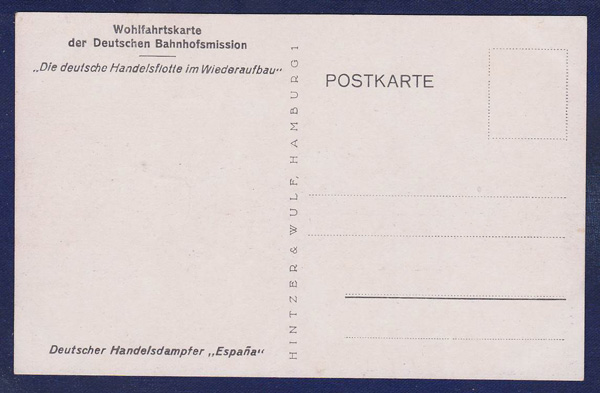 Wohlfahrtskarte
der Deutschen Bahnhofsmission
„Die deutsche Handelsflotte im Wiederaufbau“
POSTKARTE
HINTZER & WULF, HAMBURG 1
Deutscher Handelsdampfer „España“